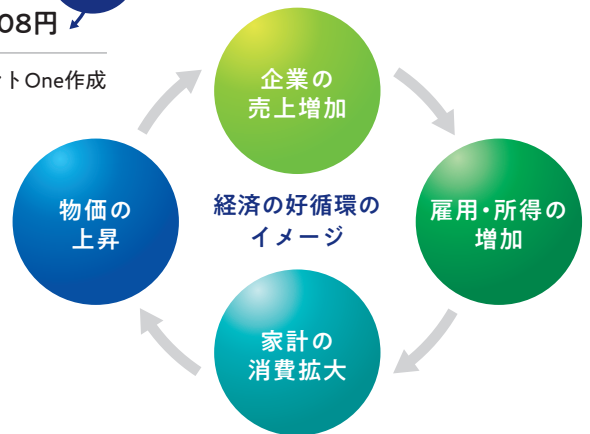 08円
トOne作成
企業の
売上増加
物価の
上昇
経済の好循環の
イメージ
雇用・所得の
増加
家計の
消費拡大